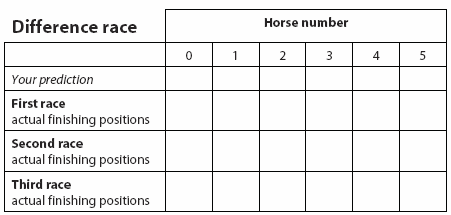 Difference race
Horse number
0 1 2 3 4 5
Your prediction
First race
actual finishing positions
Second race
actual finishing positions
Third race
actual finishing positions